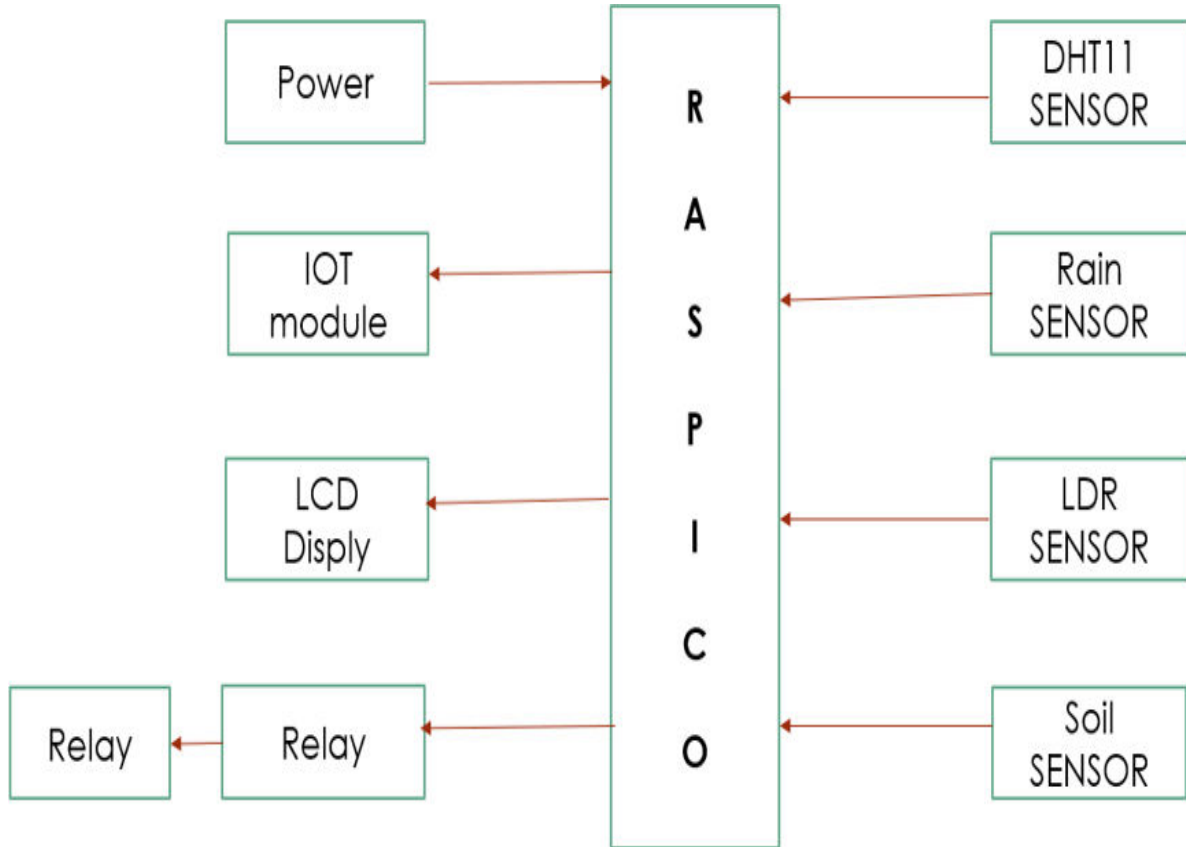 Power
IOT
module
LCD
Disply
Relay
Relay
R
A
S
P
I
C
O
DHT11
SENSOR
Rain
SENSOR
LDR
SENSOR
Soil
SENSOR